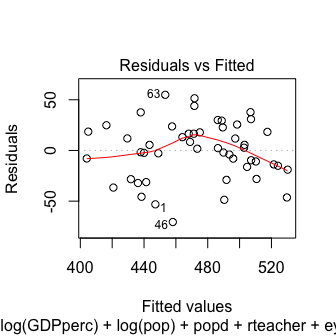 Residuals vs Fitted
Residuals
50
0
-50
63
1
46
400 440 480 520
Fitted values
log(GDPperc) + log(pop) + popd + rteacher + ey